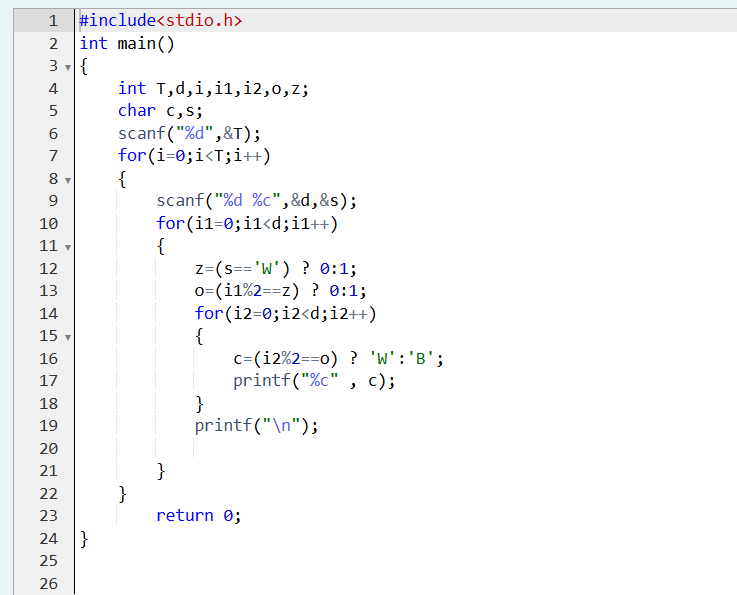 1 #include<stdio.h>
2 int main()
3 {
4     int T,d,i,i1,i2,o,z;
5     char c,s;
6     scanf("%d",&T);
7     for(i=0;i<T;i++)
8     {
9         scanf("%d %c",&d,&s);
10         for(i1=0;i1<d;i1++)
11         {
12             z=(s=='W') ? 0:1;
13             o=(i1%2==z) ? 0:1;
14             for(i2=0;i2<d;i2++)
15             {
16                 c=(i2%2==o) ? 'W':'B';
17                 printf("%c" , c);
18             }
19             printf("\n");
20
21         }
22     }
23         return 0;
24 }
25
26